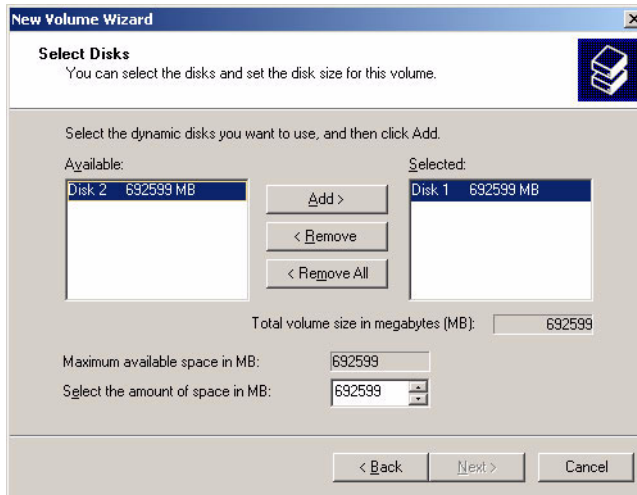 New Volume Wizard
Select Disks
You can select the disks and set the disk size for this volume.
Select the dynamic disks you want to use, and then click Add.
Available:
Selected:
Disk 2 692599 MB
Disk 1 692599 MB
Add >
< Remove
< Remove All
Total volume size in megabytes (MB): 692599
Maximum available space in MB: 692599
Select the amount of space in MB: 692599
< Back
Next >
Cancel